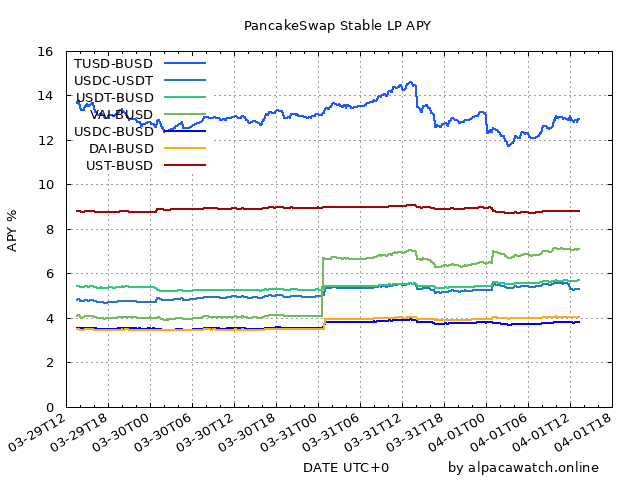 PancakeSwap Stable LP APY
16
14
12
10
8
6
4
2
0
APY %
TUSD-BUSD
USDC-USDT
USDT-BUSD
VAI-BUSD
USDC-BUSD
DAI-BUSD
UST-BUSD
03-29T12
03-29T18
03-30T00
03-30T06
03-30T12
03-30T18
03-31T00
03-31T06
03-31T12
03-31T18
04-01T00
04-01T06
04-01T12
04-01T18
DATE UTC+0
by alpacawatch.online